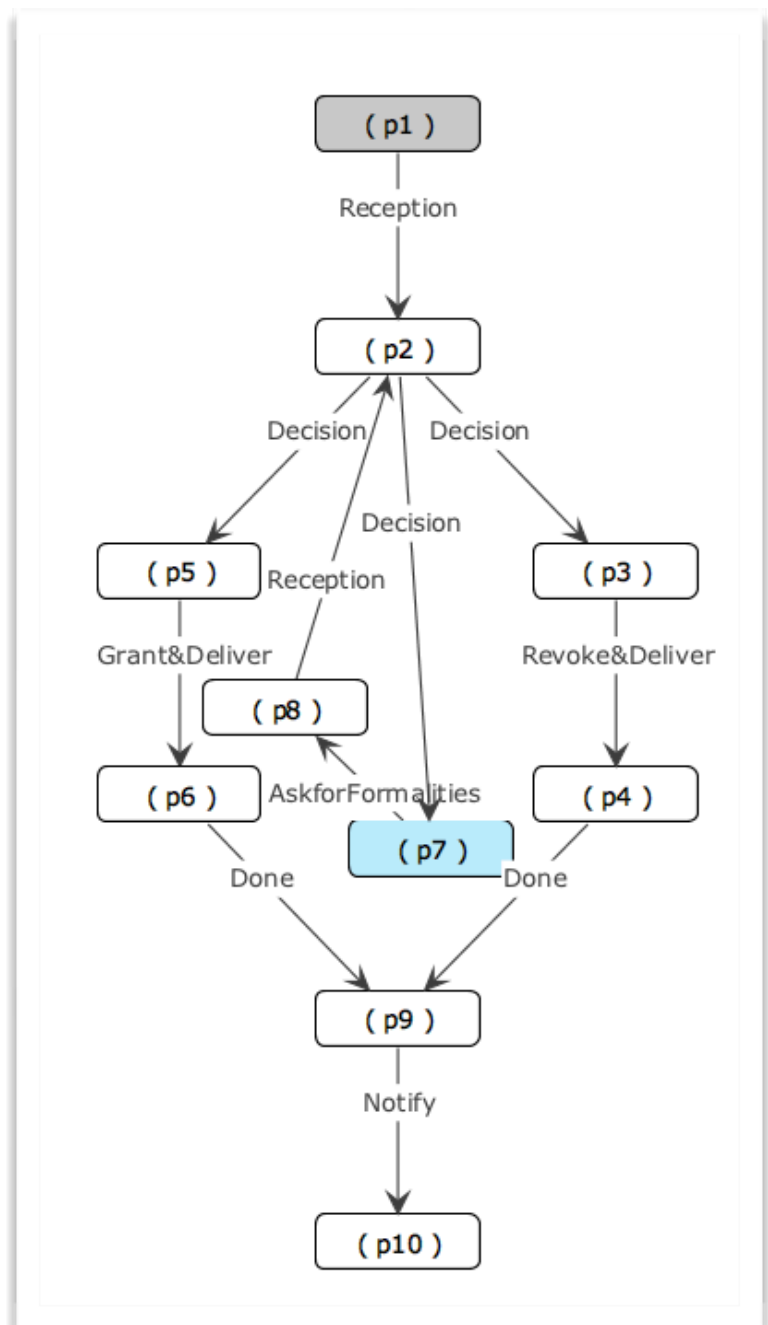 ( p1 )
Reception
( p2 )
Decision
Decision
Decision
( p5 )
Reception
( p3 )
Grant&Deliver
Revoke&Deliver
( p8 )
( p6 )
AskforFormalities
( p4 )
( p7 )
Done
Done
( p9 )
Notify
( p10 )